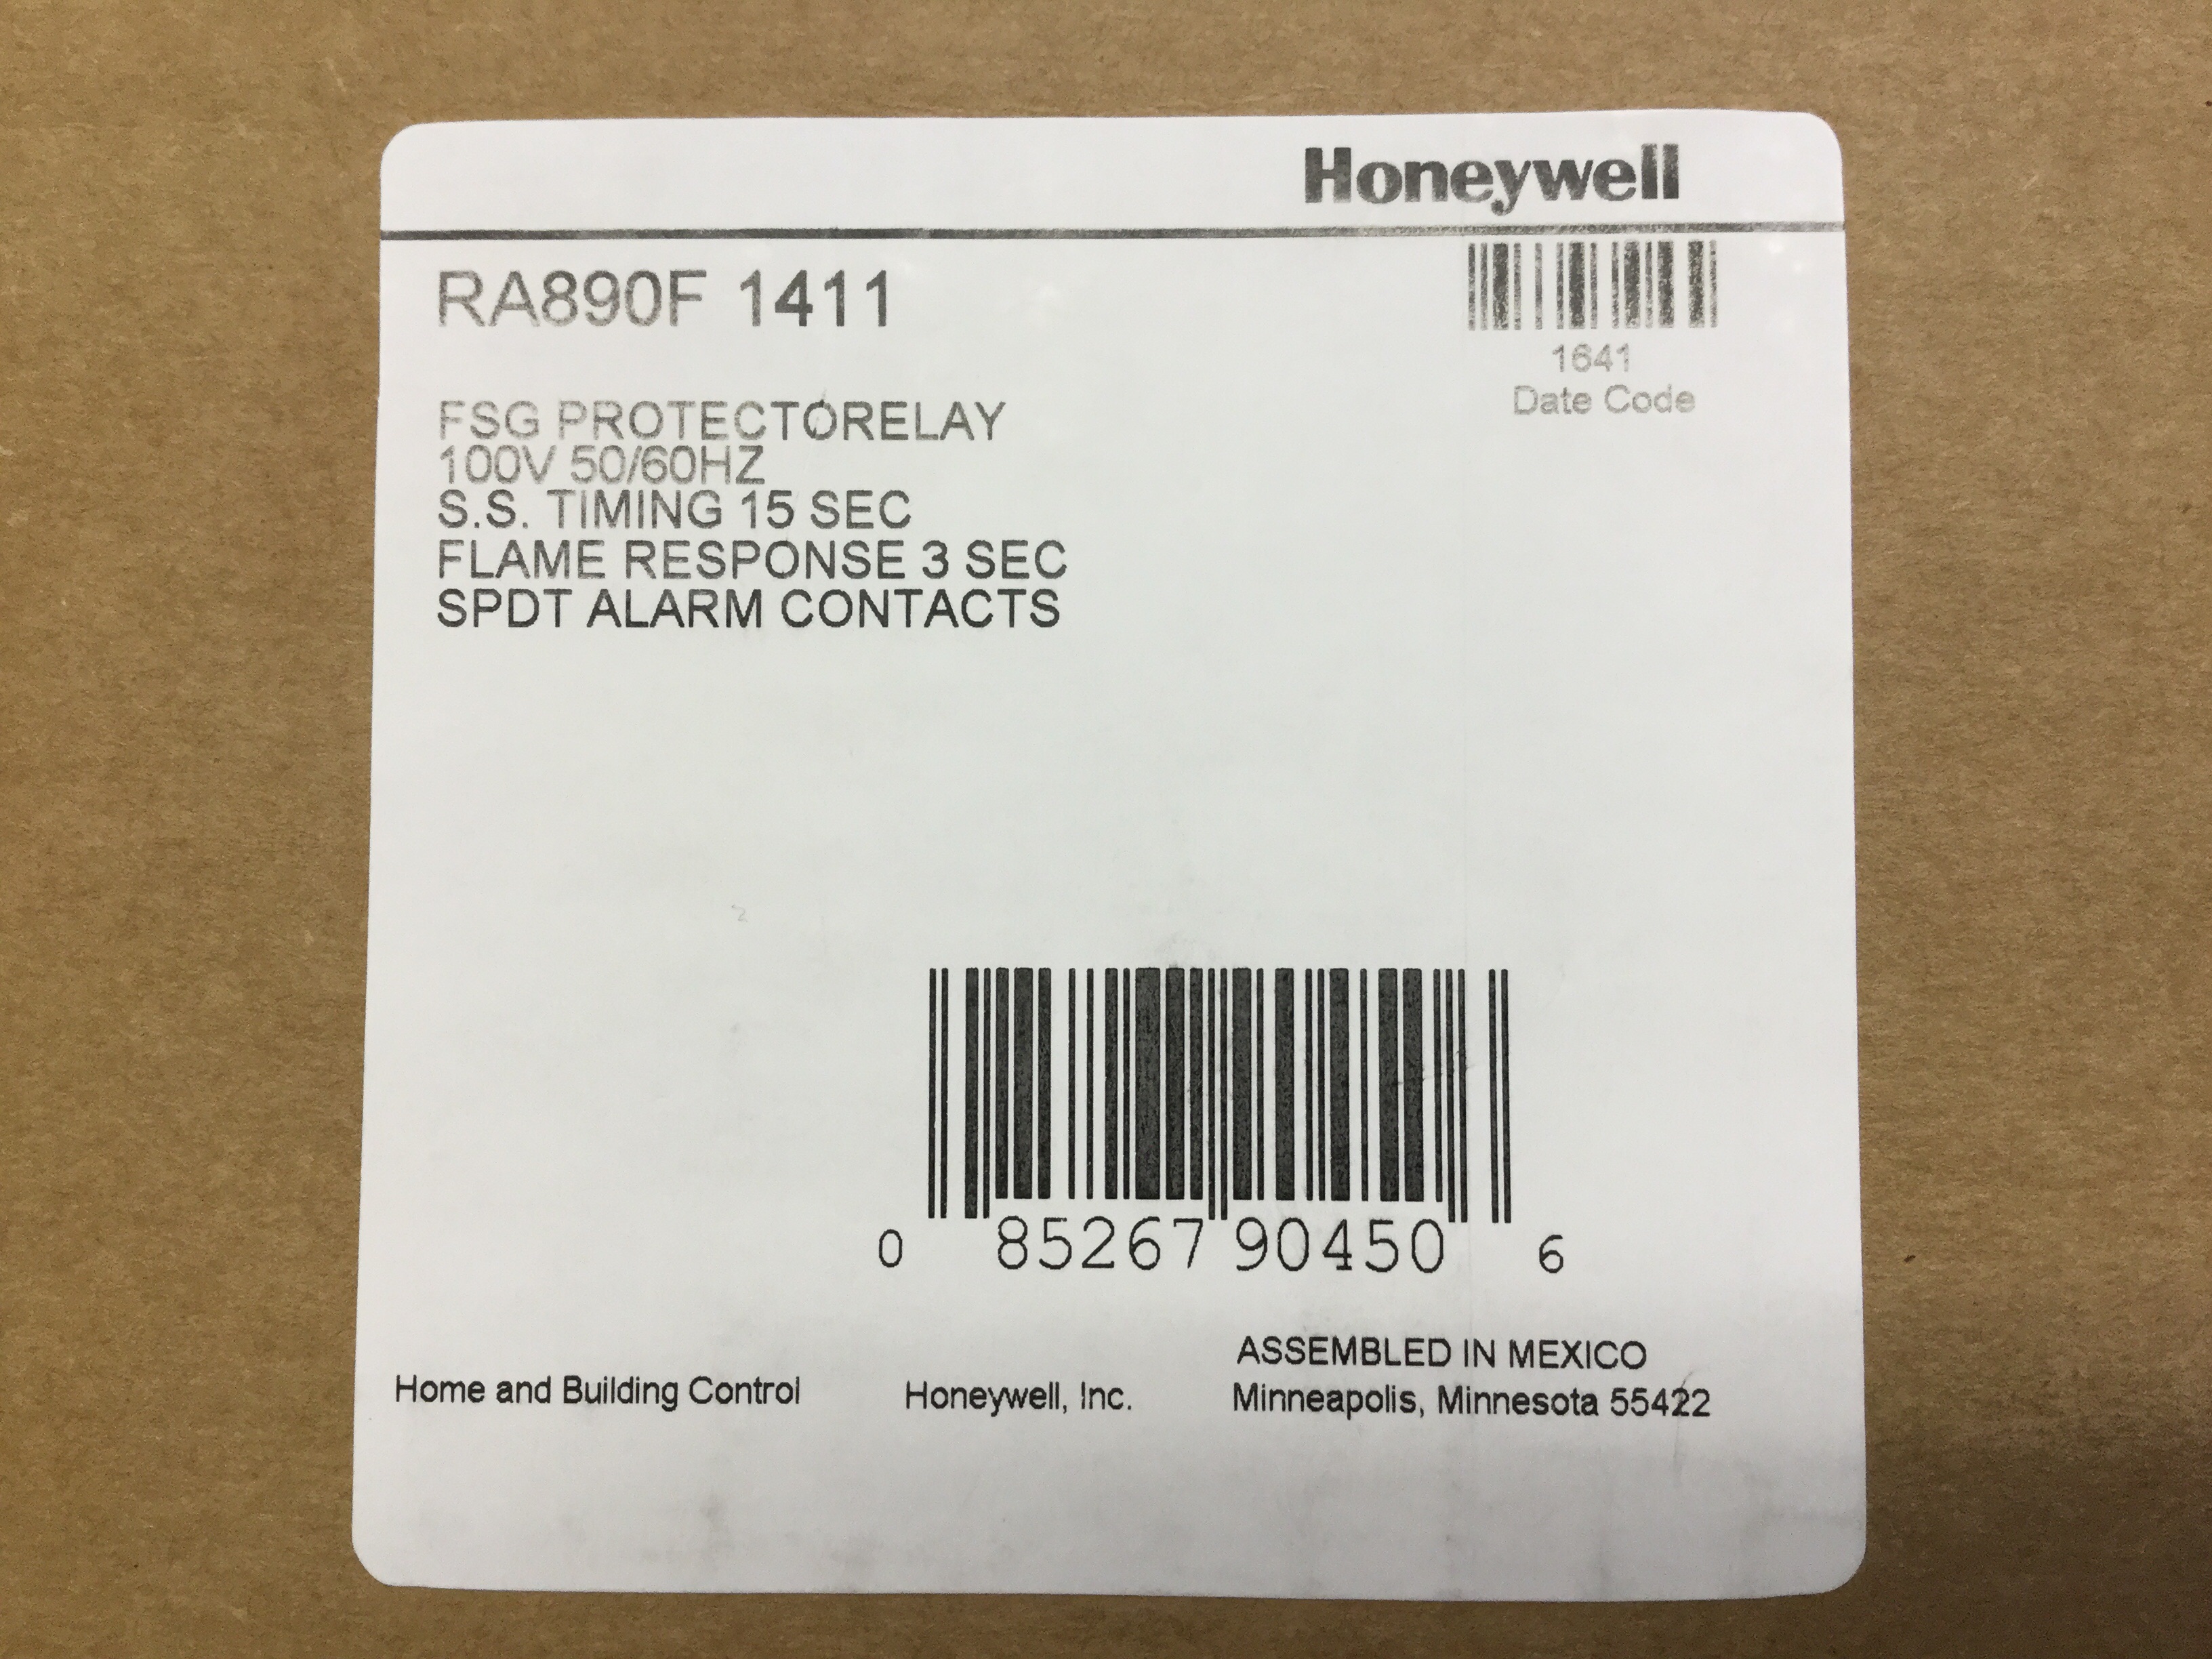 Honeywell
RA890F 1411
1641
Date Code
FSG PROTECTORELAY
100V 50/60HZ
S.S. TIMING 15 SEC
FLAME RESPONSE 3 SEC
SPDT ALARM CONTACTS
0 85267 90450 6
ASSEMBLED IN MEXICO
Home and Building Control Honeywell, Inc. Minneapolis, Minnesota 55422